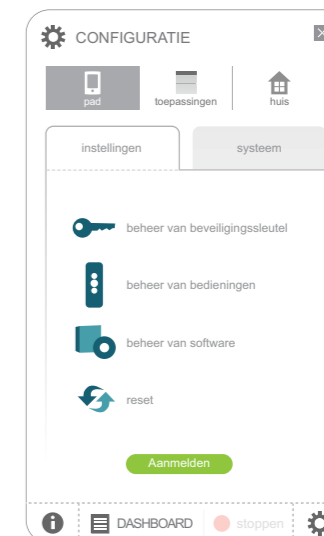 CONFIGURATIE
pad toepassingen huis
instellingen systeem
beheer van beveiligingssleutel
beheer van bedieningen
beheer van software
reset
Aanmelden
DASHBOARD stoppen